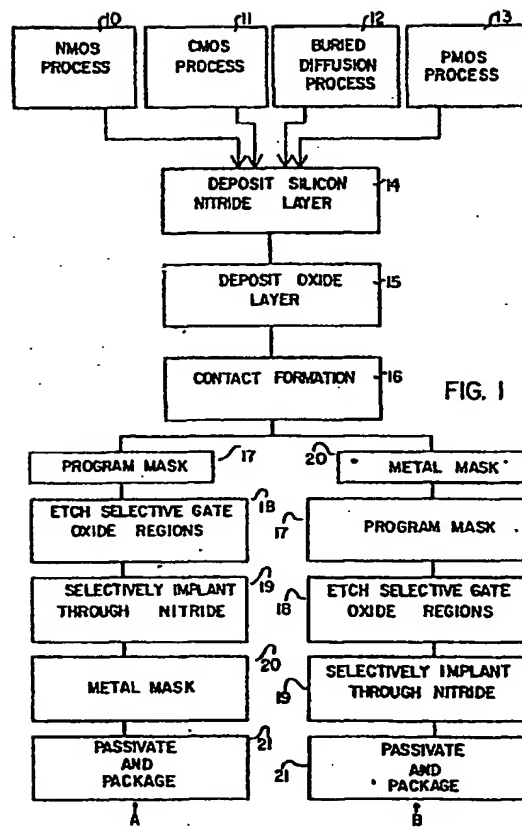 10
11
12
13
NMOS
PROCESS
CMOS
PROCESS
BURIED
DIFFUSION
PROCESS
PMOS
PROCESS
DEPOSIT SILICON
NITRIDE LAYER
14
DEPOSIT OXIDE
LAYER
15
CONTACT FORMATION
16
FIG. 1
PROGRAM MASK
17
ETCH SELECTIVE GATE
OXIDE REGIONS
18
SELECTIVELY IMPLANT
THROUGH NITRIDE
19
METAL MASK
20
PASSIVATE
AND
PACKAGE
21
A
20
METAL MASK
17
PROGRAM MASK
18
ETCH SELECTIVE GATE
OXIDE REGIONS
19
SELECTIVELY IMPLANT
THROUGH NITRIDE
21
PASSIVATE
AND
PACKAGE
B